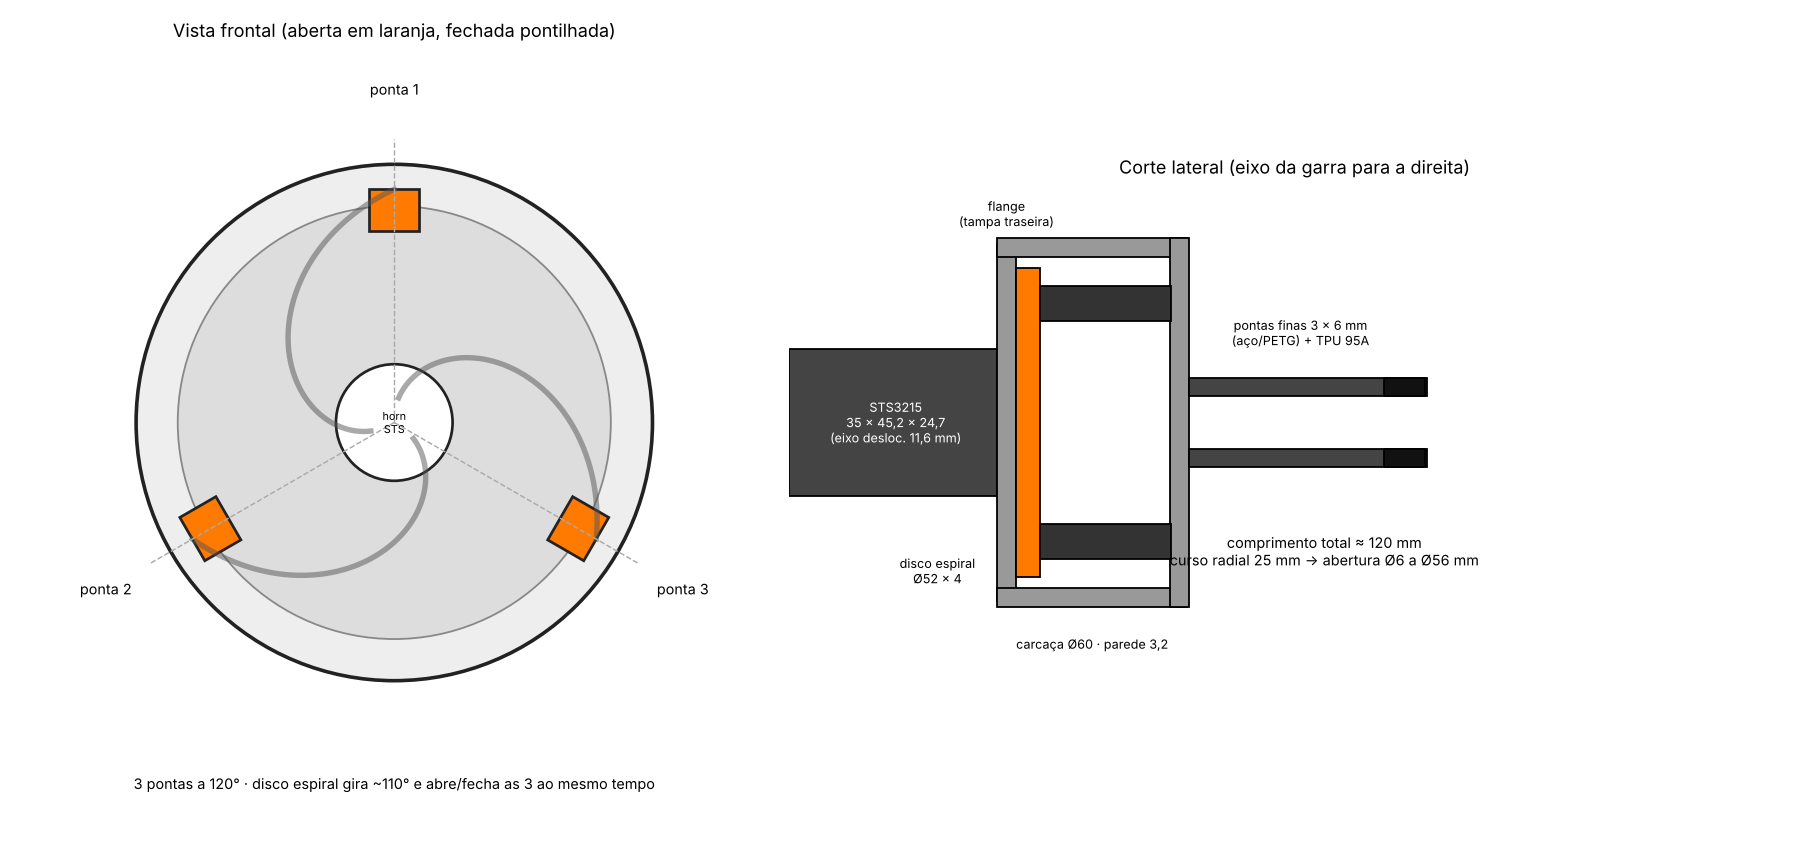 Vista frontal (aberta em laranja, fechada pontilhada)
ponta 1
horn
STS
ponta 2
ponta 3
3 pontas a 120° · disco espiral gira ~110° e abre/fecha as 3 ao mesmo tempo
Corte lateral (eixo da garra para a direita)
flange
(tampa traseira)
pontas finas 3 × 6 mm
(aço/PETG) + TPU 95A
STS3215
35 × 45,2 × 24,7
(eixo desloc. 11,6 mm)
comprimento total ≈ 120 mm
curso radial 25 mm → abertura Ø6 a Ø56 mm
disco espiral
Ø52 × 4
carcaça Ø60 · parede 3,2